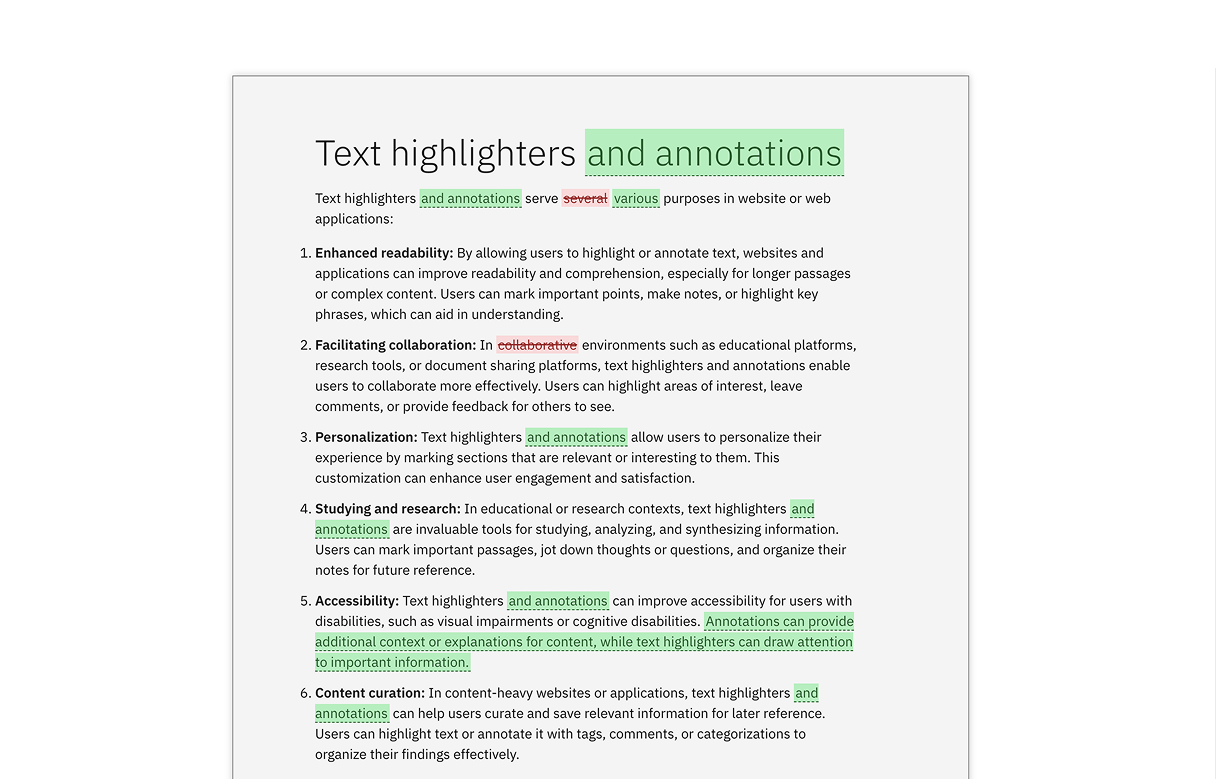 Text highlighters and annotations
Text highlighters and annotations serve several various purposes in website or web
applications:
1. Enhanced readability: By allowing users to highlight or annotate text, websites and
applications can improve readability and comprehension, especially for longer passages
or complex content. Users can mark important points, make notes, or highlight key
phrases, which can aid in understanding.
2. Facilitating collaboration: In collaborative environments such as educational platforms,
research tools, or document sharing platforms, text highlighters and annotations enable
users to collaborate more effectively. Users can highlight areas of interest, leave
comments, or provide feedback for others to see.
3. Personalization: Text highlighters and annotations allow users to personalize their
experience by marking sections that are relevant or interesting to them. This
customization can enhance user engagement and satisfaction.
4. Studying and research: In educational or research contexts, text highlighters and
annotations are invaluable tools for studying, analyzing, and synthesizing information.
Users can mark important passages, jot down thoughts or questions, and organize their
notes for future reference.
5. Accessibility: Text highlighters and annotations can improve accessibility for users with
disabilities, such as visual impairments or cognitive disabilities. Annotations can provide
additional context or explanations for content, while text highlighters can draw attention
to important information.
6. Content curation: In content-heavy websites or applications, text highlighters and
annotations can help users curate and save relevant information for later reference.
Users can highlight text or annotate it with tags, comments, or categorizations to
organize their findings effectively.